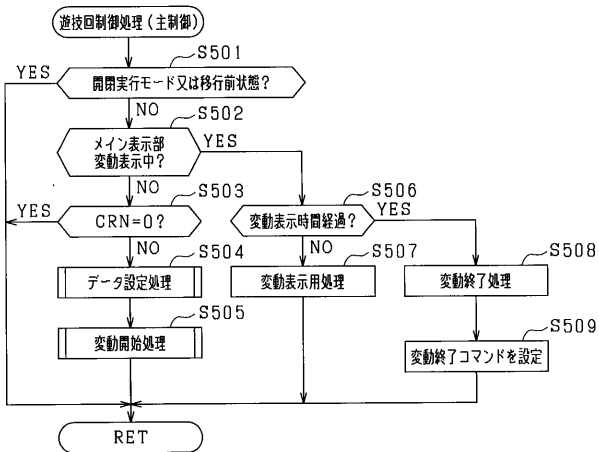 遊技回制御処理(主制御)
S501
YES
開閉実行モード又は移行前状態?
NO
S502
メイン表示部
変動表示中?
YES
NO
S503
YES
CRN=0?
S506
変動表示時間経過?
YES
NO
NO
S504
データ設定処理
S507
変動表示用処理
S508
変動終了処理
S505
変動開始処理
S509
変動終了コマンドを設定
RET